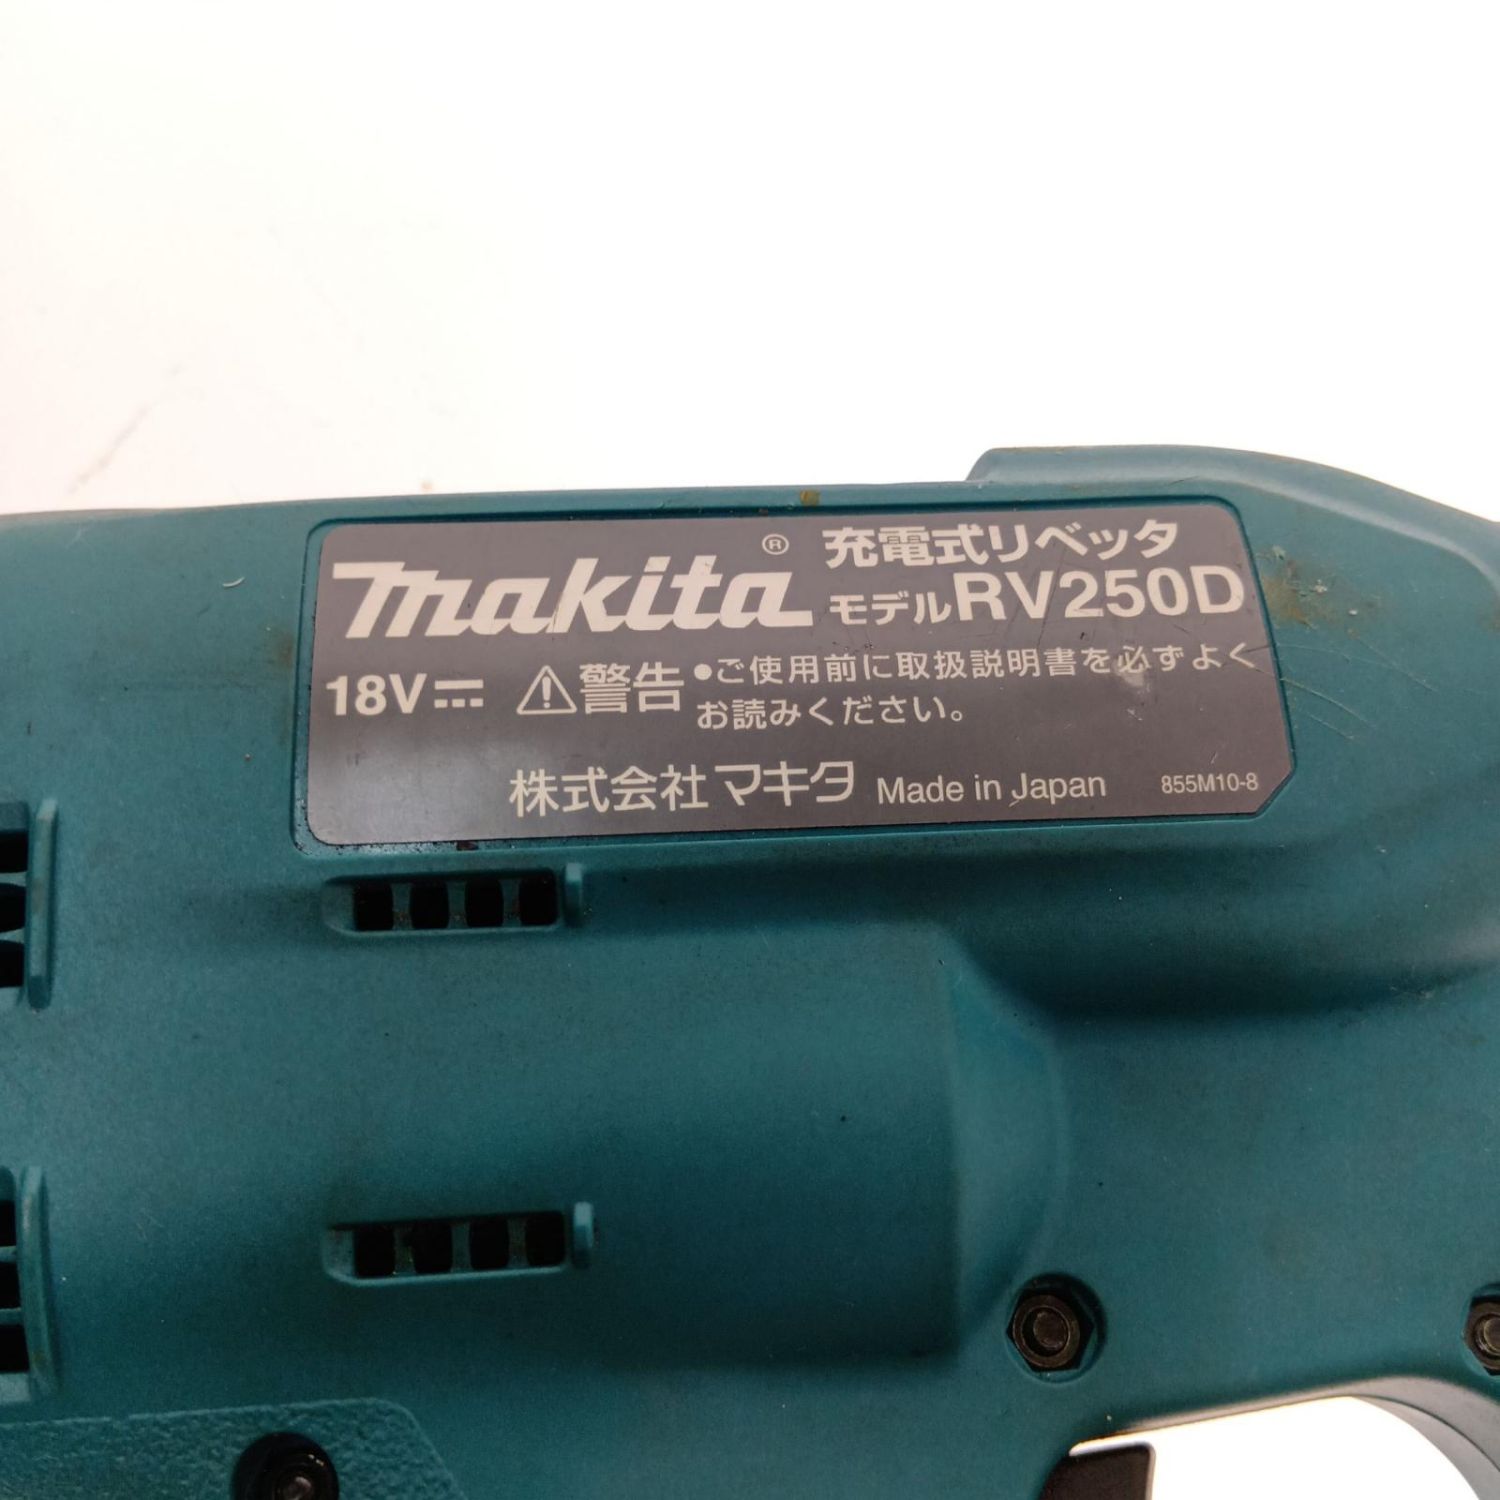 makita® 充電式リベッタ
モデルRV250D
18V⎓ ⚠警告 ●ご使用前に取扱説明書を必ずよく
お読みください。
株式会社マキタ Made in Japan 855M10-8